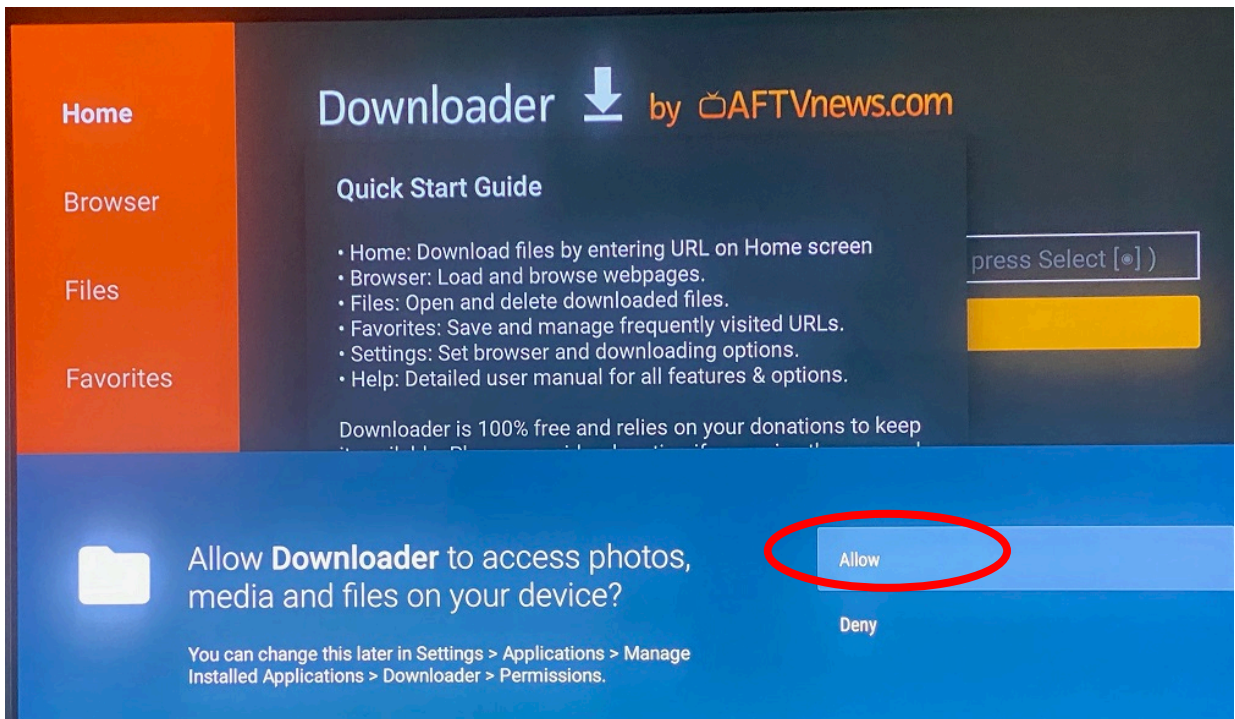 Home
Browser
Files
Favorites
Downloader by AFTVnews.com
Quick Start Guide
• Home: Download files by entering URL on Home screen
• Browser: Load and browse webpages.
• Files: Open and delete downloaded files.
• Favorites: Save and manage frequently visited URLs.
• Settings: Set browser and downloading options.
• Help: Detailed user manual for all features & options.
Downloader is 100% free and relies on your donations to keep
press Select [◉] )
Allow Downloader to access photos,
media and files on your device?
You can change this later in Settings > Applications > Manage
Installed Applications > Downloader > Permissions.
Allow
Deny